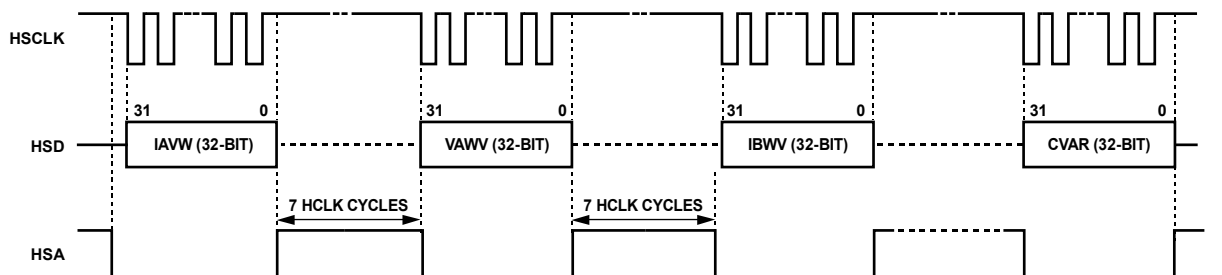 HSCLK
31 0 31 0 31 0 31 0
HSD IAVW (32-BIT) VAWV (32-BIT) IBWV (32-BIT) CVAR (32-BIT)
7 HCLK CYCLES 7 HCLK CYCLES
HSA